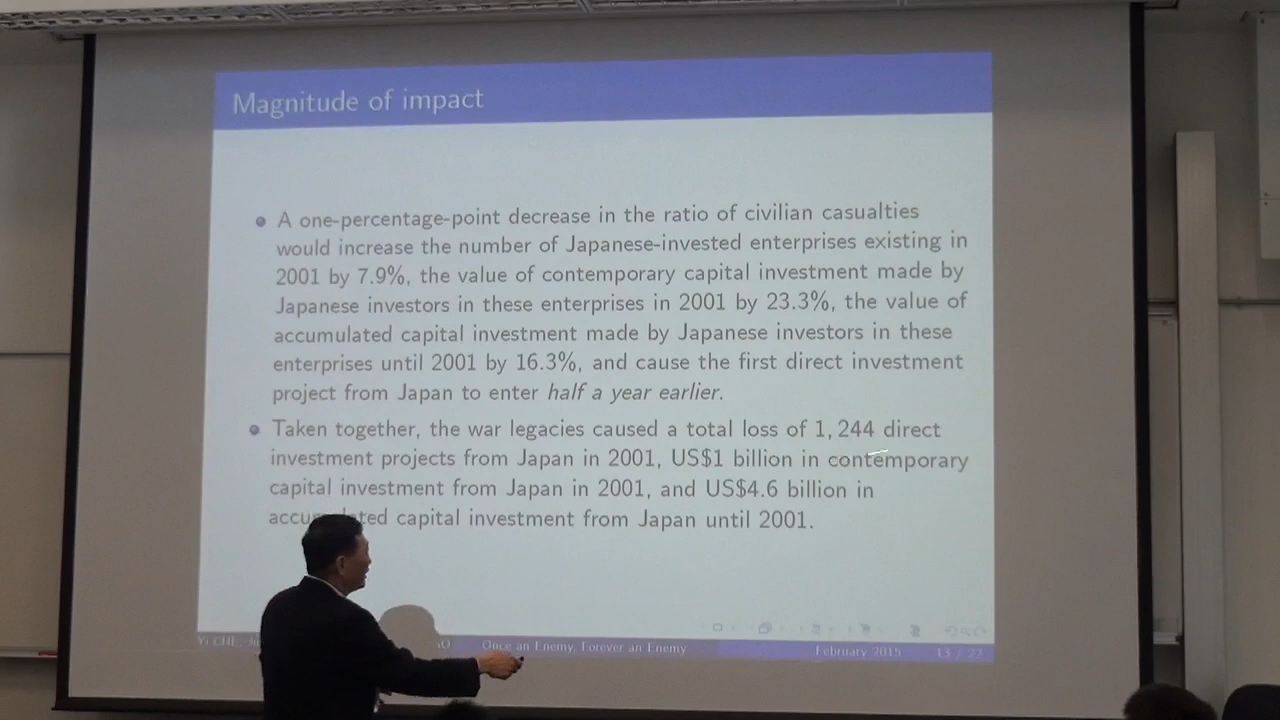 Magnitude of impact
A one-percentage-point decrease in the ratio of civilian casualties
would increase the number of Japanese-invested enterprises existing in
2001 by 7.9%, the value of contemporary capital investment made by
Japanese investors in these enterprises in 2001 by 23.3%, the value of
accumulated capital investment made by Japanese investors in these
enterprises until 2001 by 16.3%, and cause the first direct investment
project from Japan to enter half a year earlier.
Taken together, the war legacies caused a total loss of 1, 244 direct
investment projects from Japan in 2001, US$1 billion in contemporary
capital investment from Japan in 2001, and US$4.6 billion in
accumulated capital investment from Japan until 2001.
Once an Enemy, Forever an Enemy February 2015 13 / 27